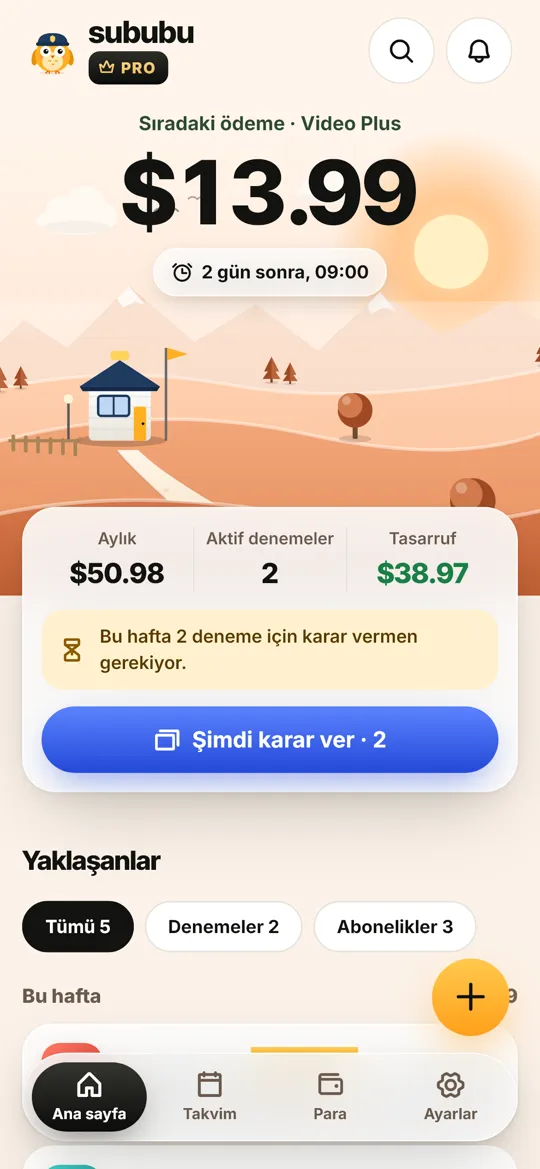 sububu
PRO
Sıradaki ödeme · Video Plus
$13.99
2 gün sonra, 09:00
Aylık
$50.98
Aktif denemeler
2
Tasarruf
$38.97
Bu hafta 2 deneme için karar vermen
gerekiyor.
Şimdi karar ver · 2
Yaklaşanlar
Tümü 5
Denemeler 2
Abonelikler 3
Bu hafta
Ana sayfa
Takvim
Para
Ayarlar